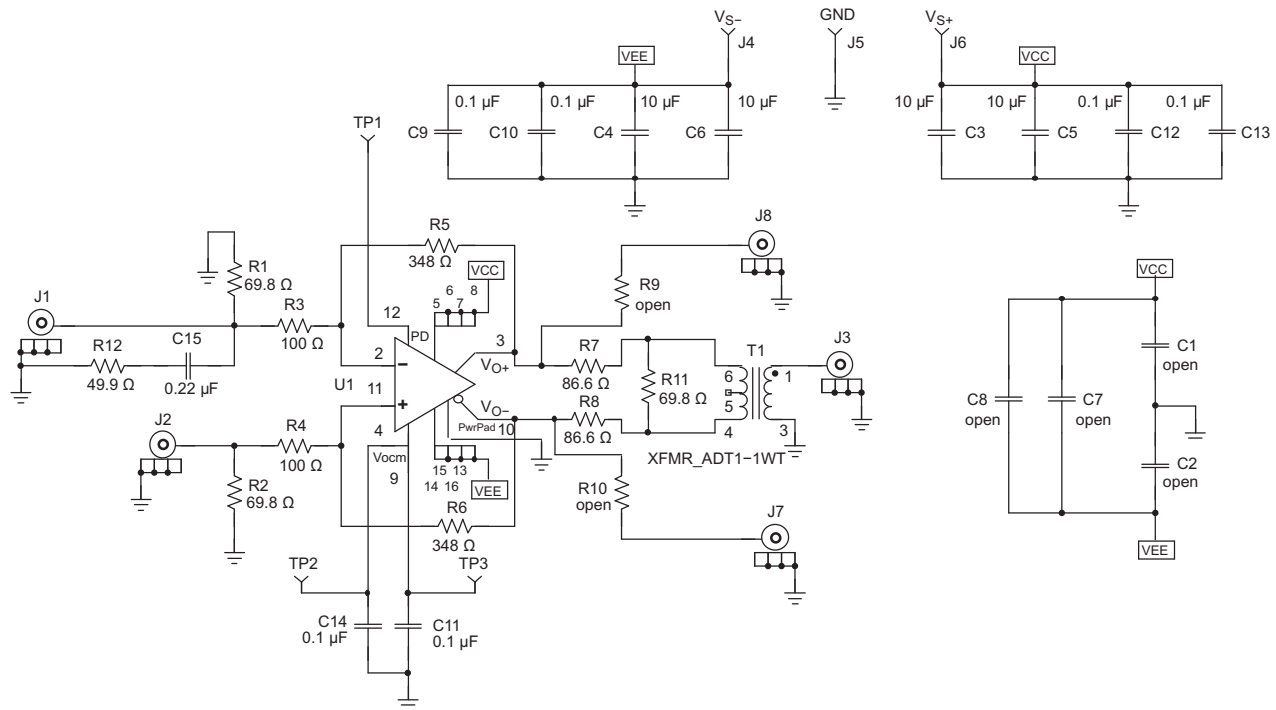 VS−
GND
VS+
J4
J5
J6
VEE
VCC
0.1 µF
0.1 µF
10 µF
10 µF
10 µF
10 µF
0.1 µF
0.1 µF
C9
C10
C4
C6
C3
C5
C12
C13
TP1
R5
348 Ω
VCC
J8
R1
69.8 Ω
6
8
5
7
R9
open
VCC
J1
R3
100 Ω
12
PD
3
R7
86.6 Ω
J3
C15
R12
49.9 Ω
0.22 µF
2
U1
11
VO+
T1
6
1
5
4
3
R11
69.8 Ω
C1
open
C8
open
C7
open
J2
R4
100 Ω
4
VO−
PwrPad
10
R8
86.6 Ω
XFMR_ADT1−1WT
Vocm
9
15
13
14
16
VEE
R2
69.8 Ω
R10
open
C2
open
R6
348 Ω
J7
VEE
TP2
TP3
C14
0.1 µF
C11
0.1 µF